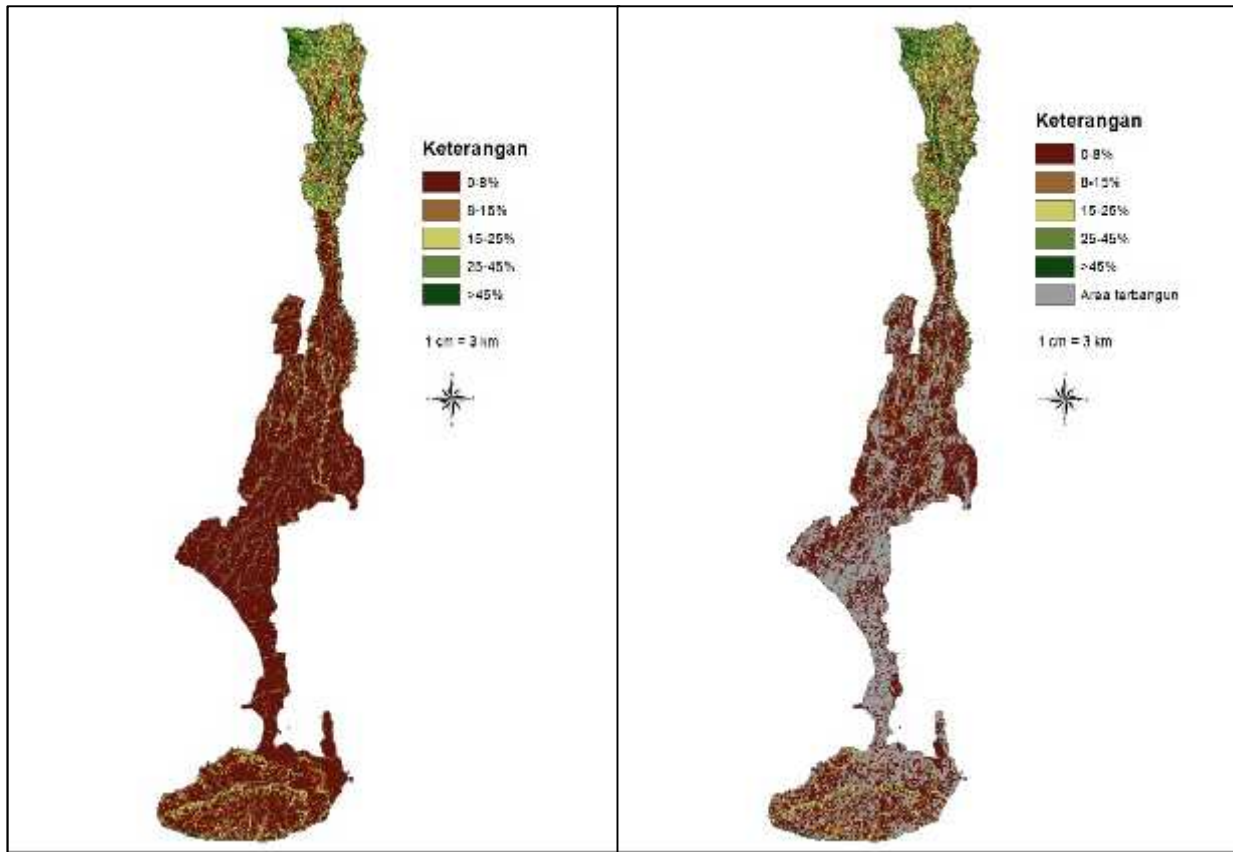 Keterangan
0-8%
8-15%
15-25%
25-45%
>45%
1 cm = 3 km
Keterangan
0-8%
8-15%
15-25%
25-45%
>45%
Area terbangun
1 cm = 3 km